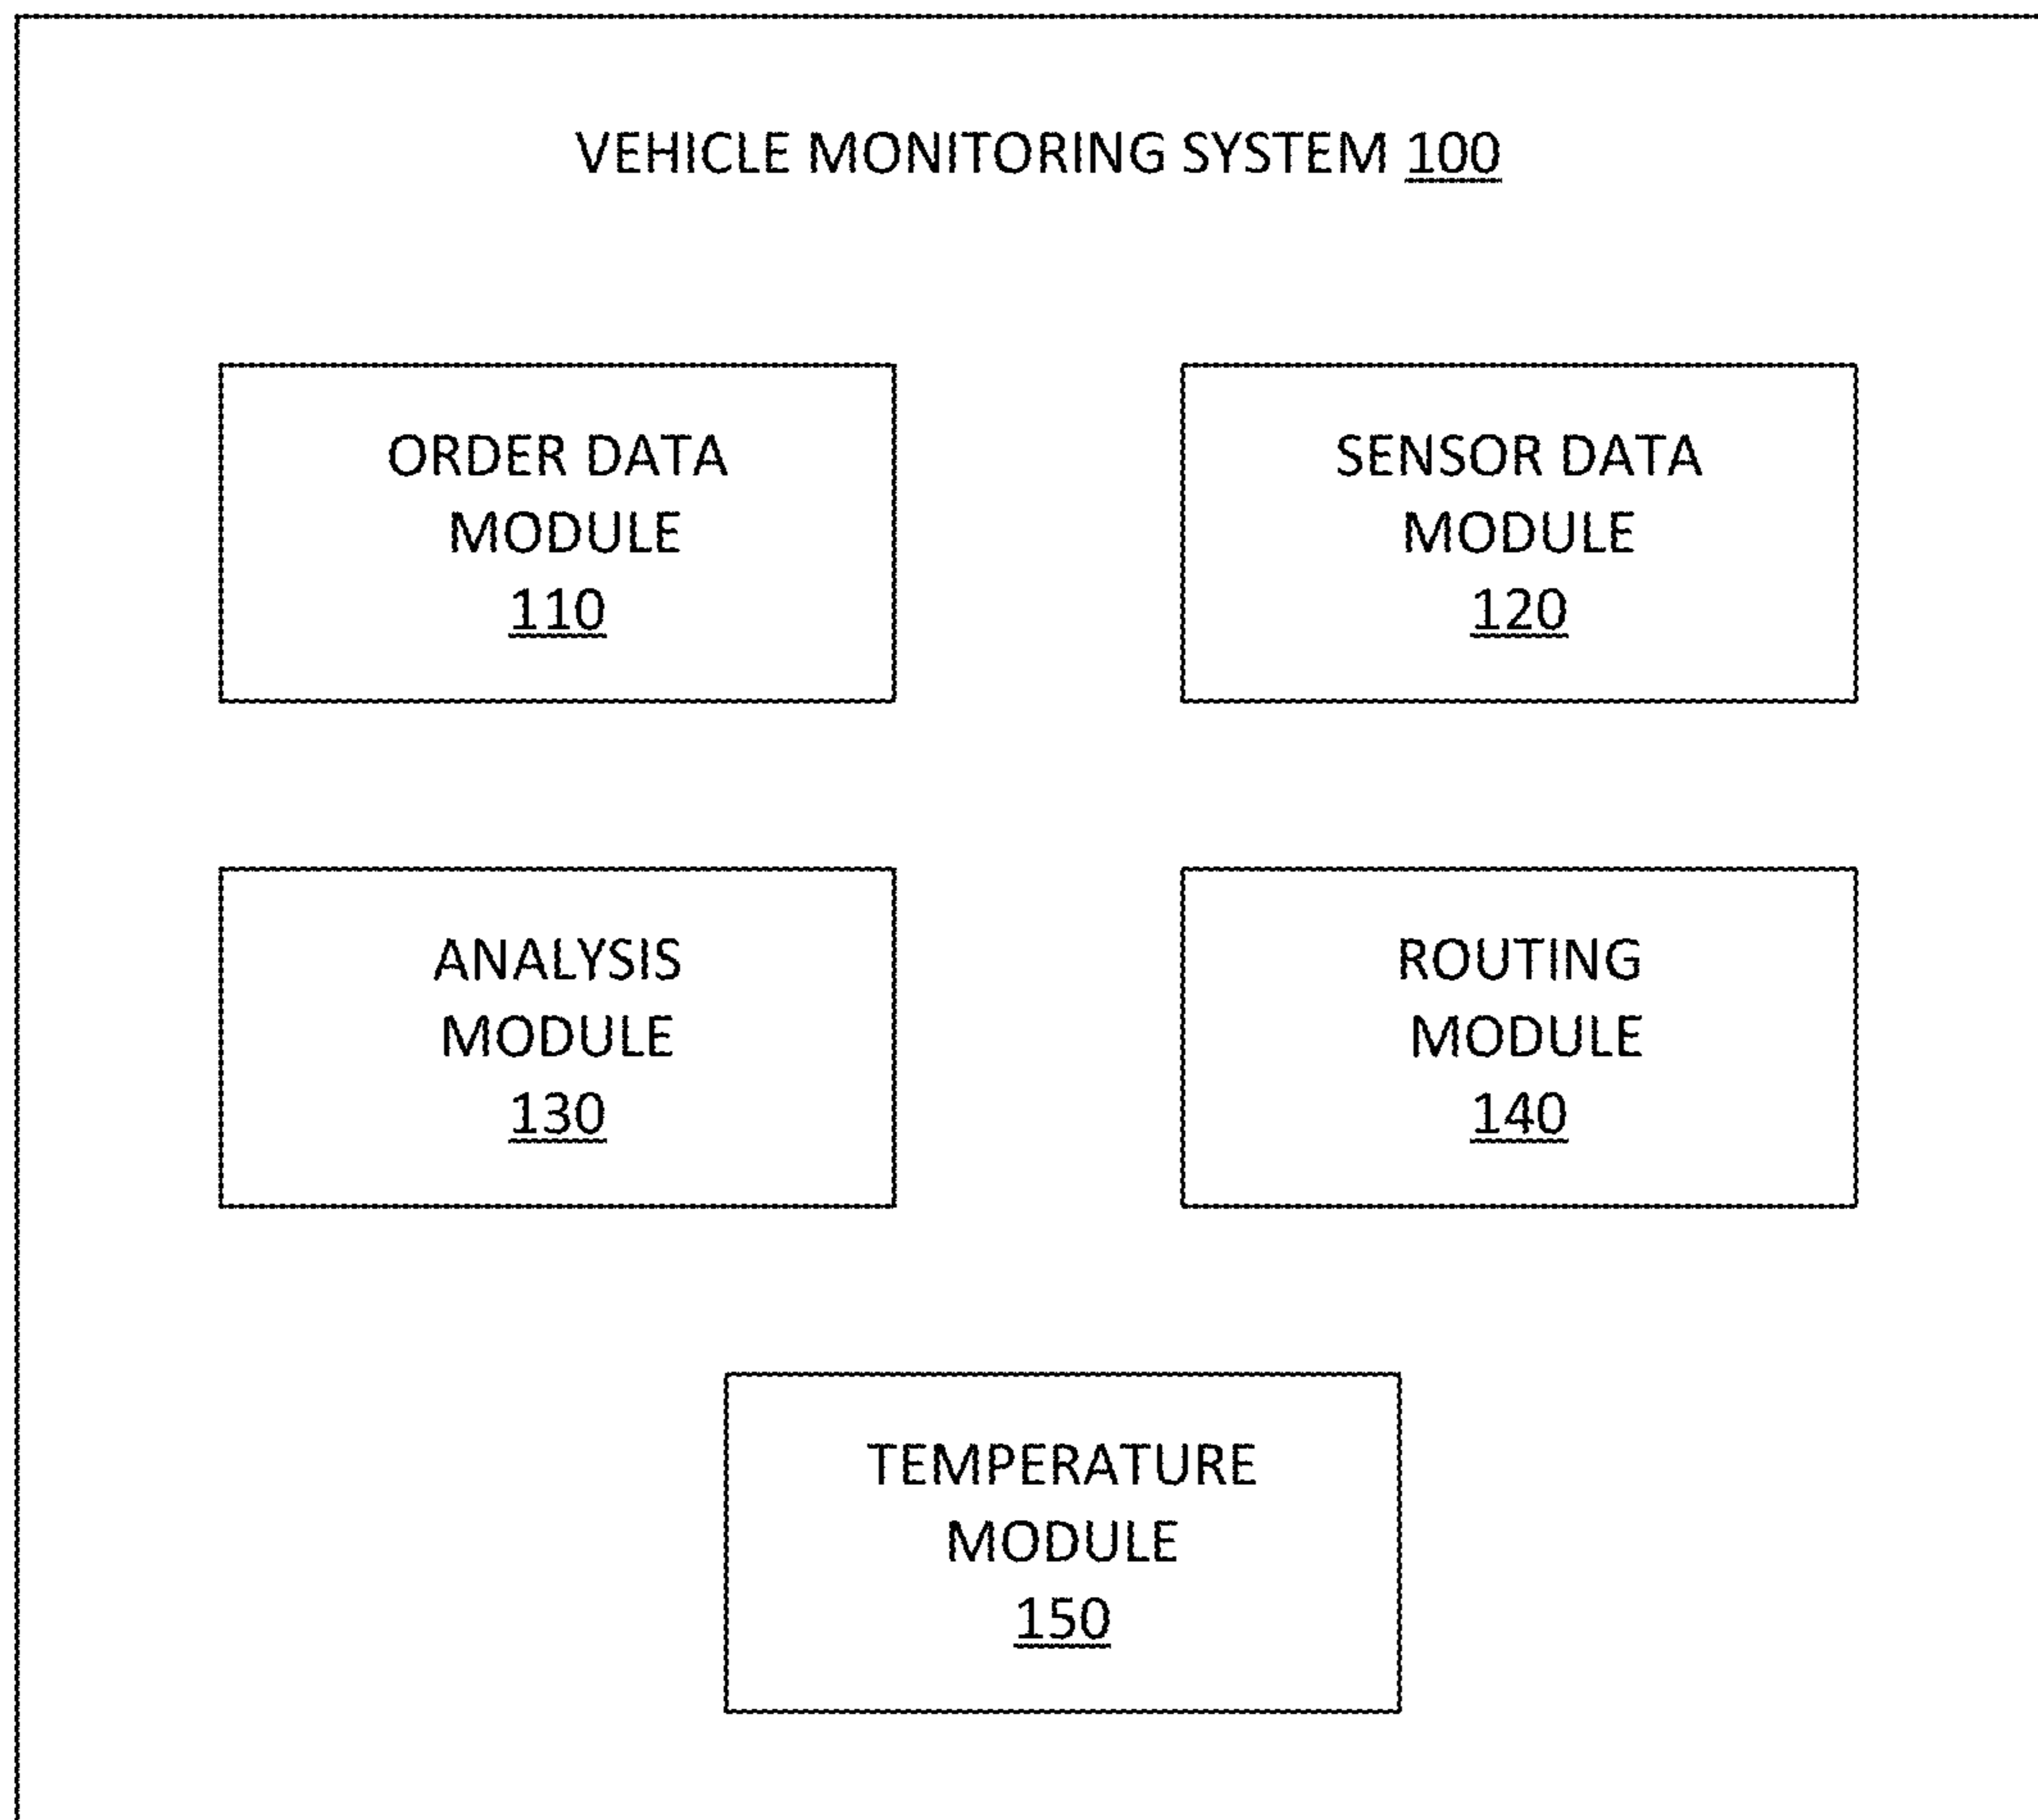 VEHICLE MONITORING SYSTEM 100
ORDER DATA
MODULE
110
SENSOR DATA
MODULE
120
ANALYSIS
MODULE
130
ROUTING
MODULE
140
TEMPERATURE
MODULE
150